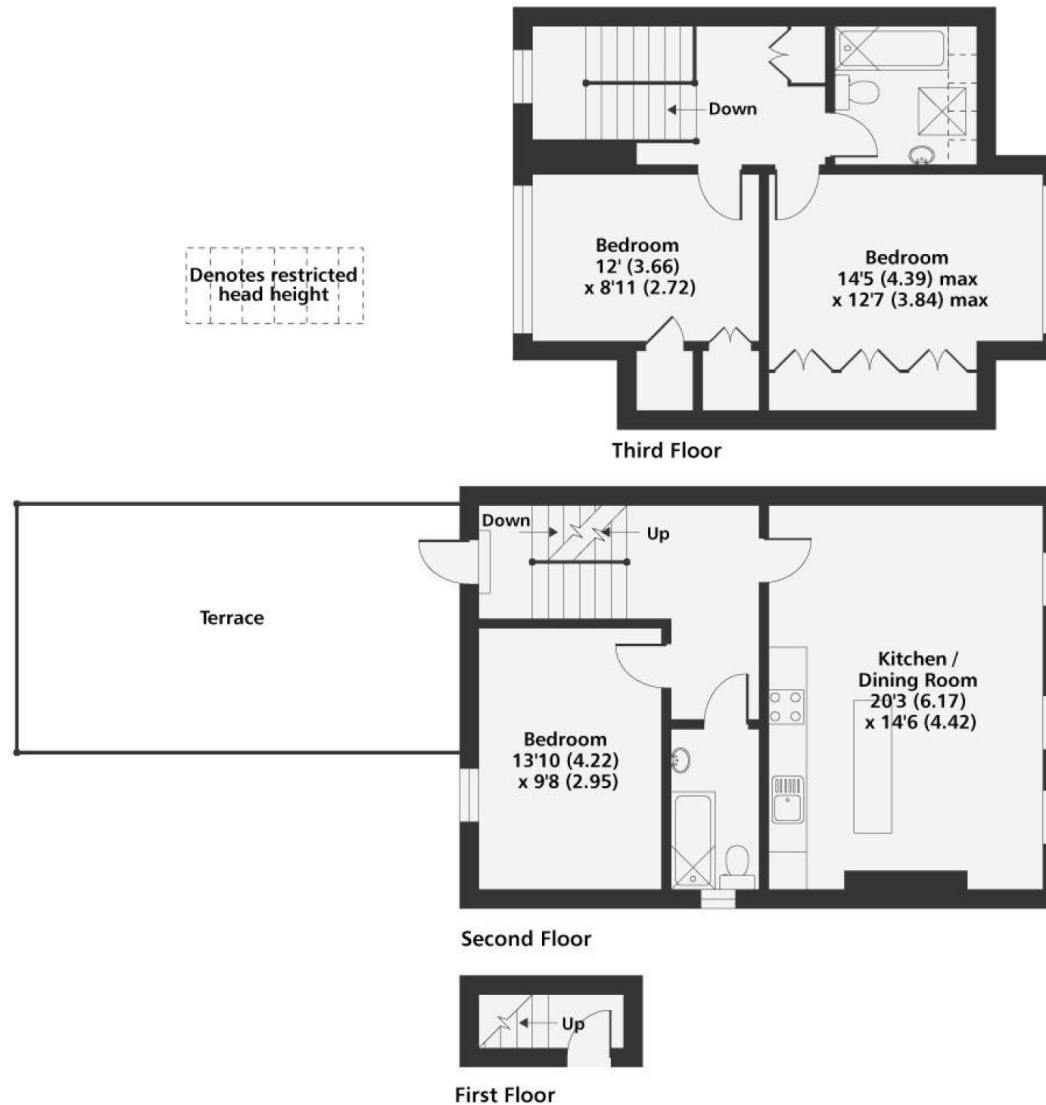 Down
Bedroom
12' (3.66)
x 8'11 (2.72)
Bedroom
14'5 (4.39) max
x 12'7 (3.84) max
Denotes restricted
head height
Third Floor
Down
Up
Terrace
Kitchen /
Dining Room
20'3 (6.17)
x 14'6 (4.42)
Bedroom
13'10 (4.22)
x 9'8 (2.95)
Second Floor
Up
First Floor